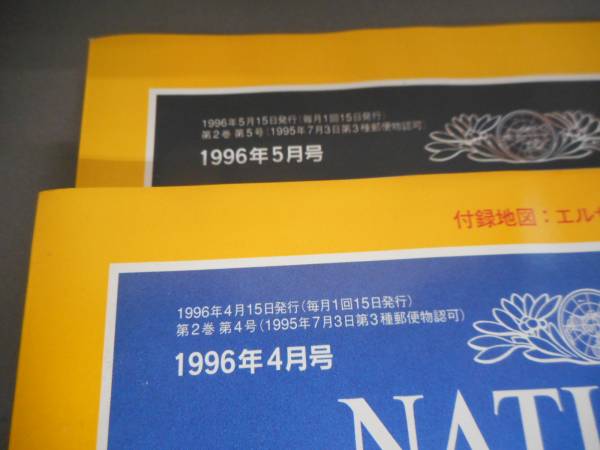 1996年5月15日発行(毎月1回15日発行)
第2巻 第5号(1995年7月3日第3種郵便物認可)
1996年5月号
付録地図:エルサ
1996年4月15日発行(毎月1回15日発行)
第2巻 第4号(1995年7月3日第3種郵便物認可)
1996年4月号
NATI